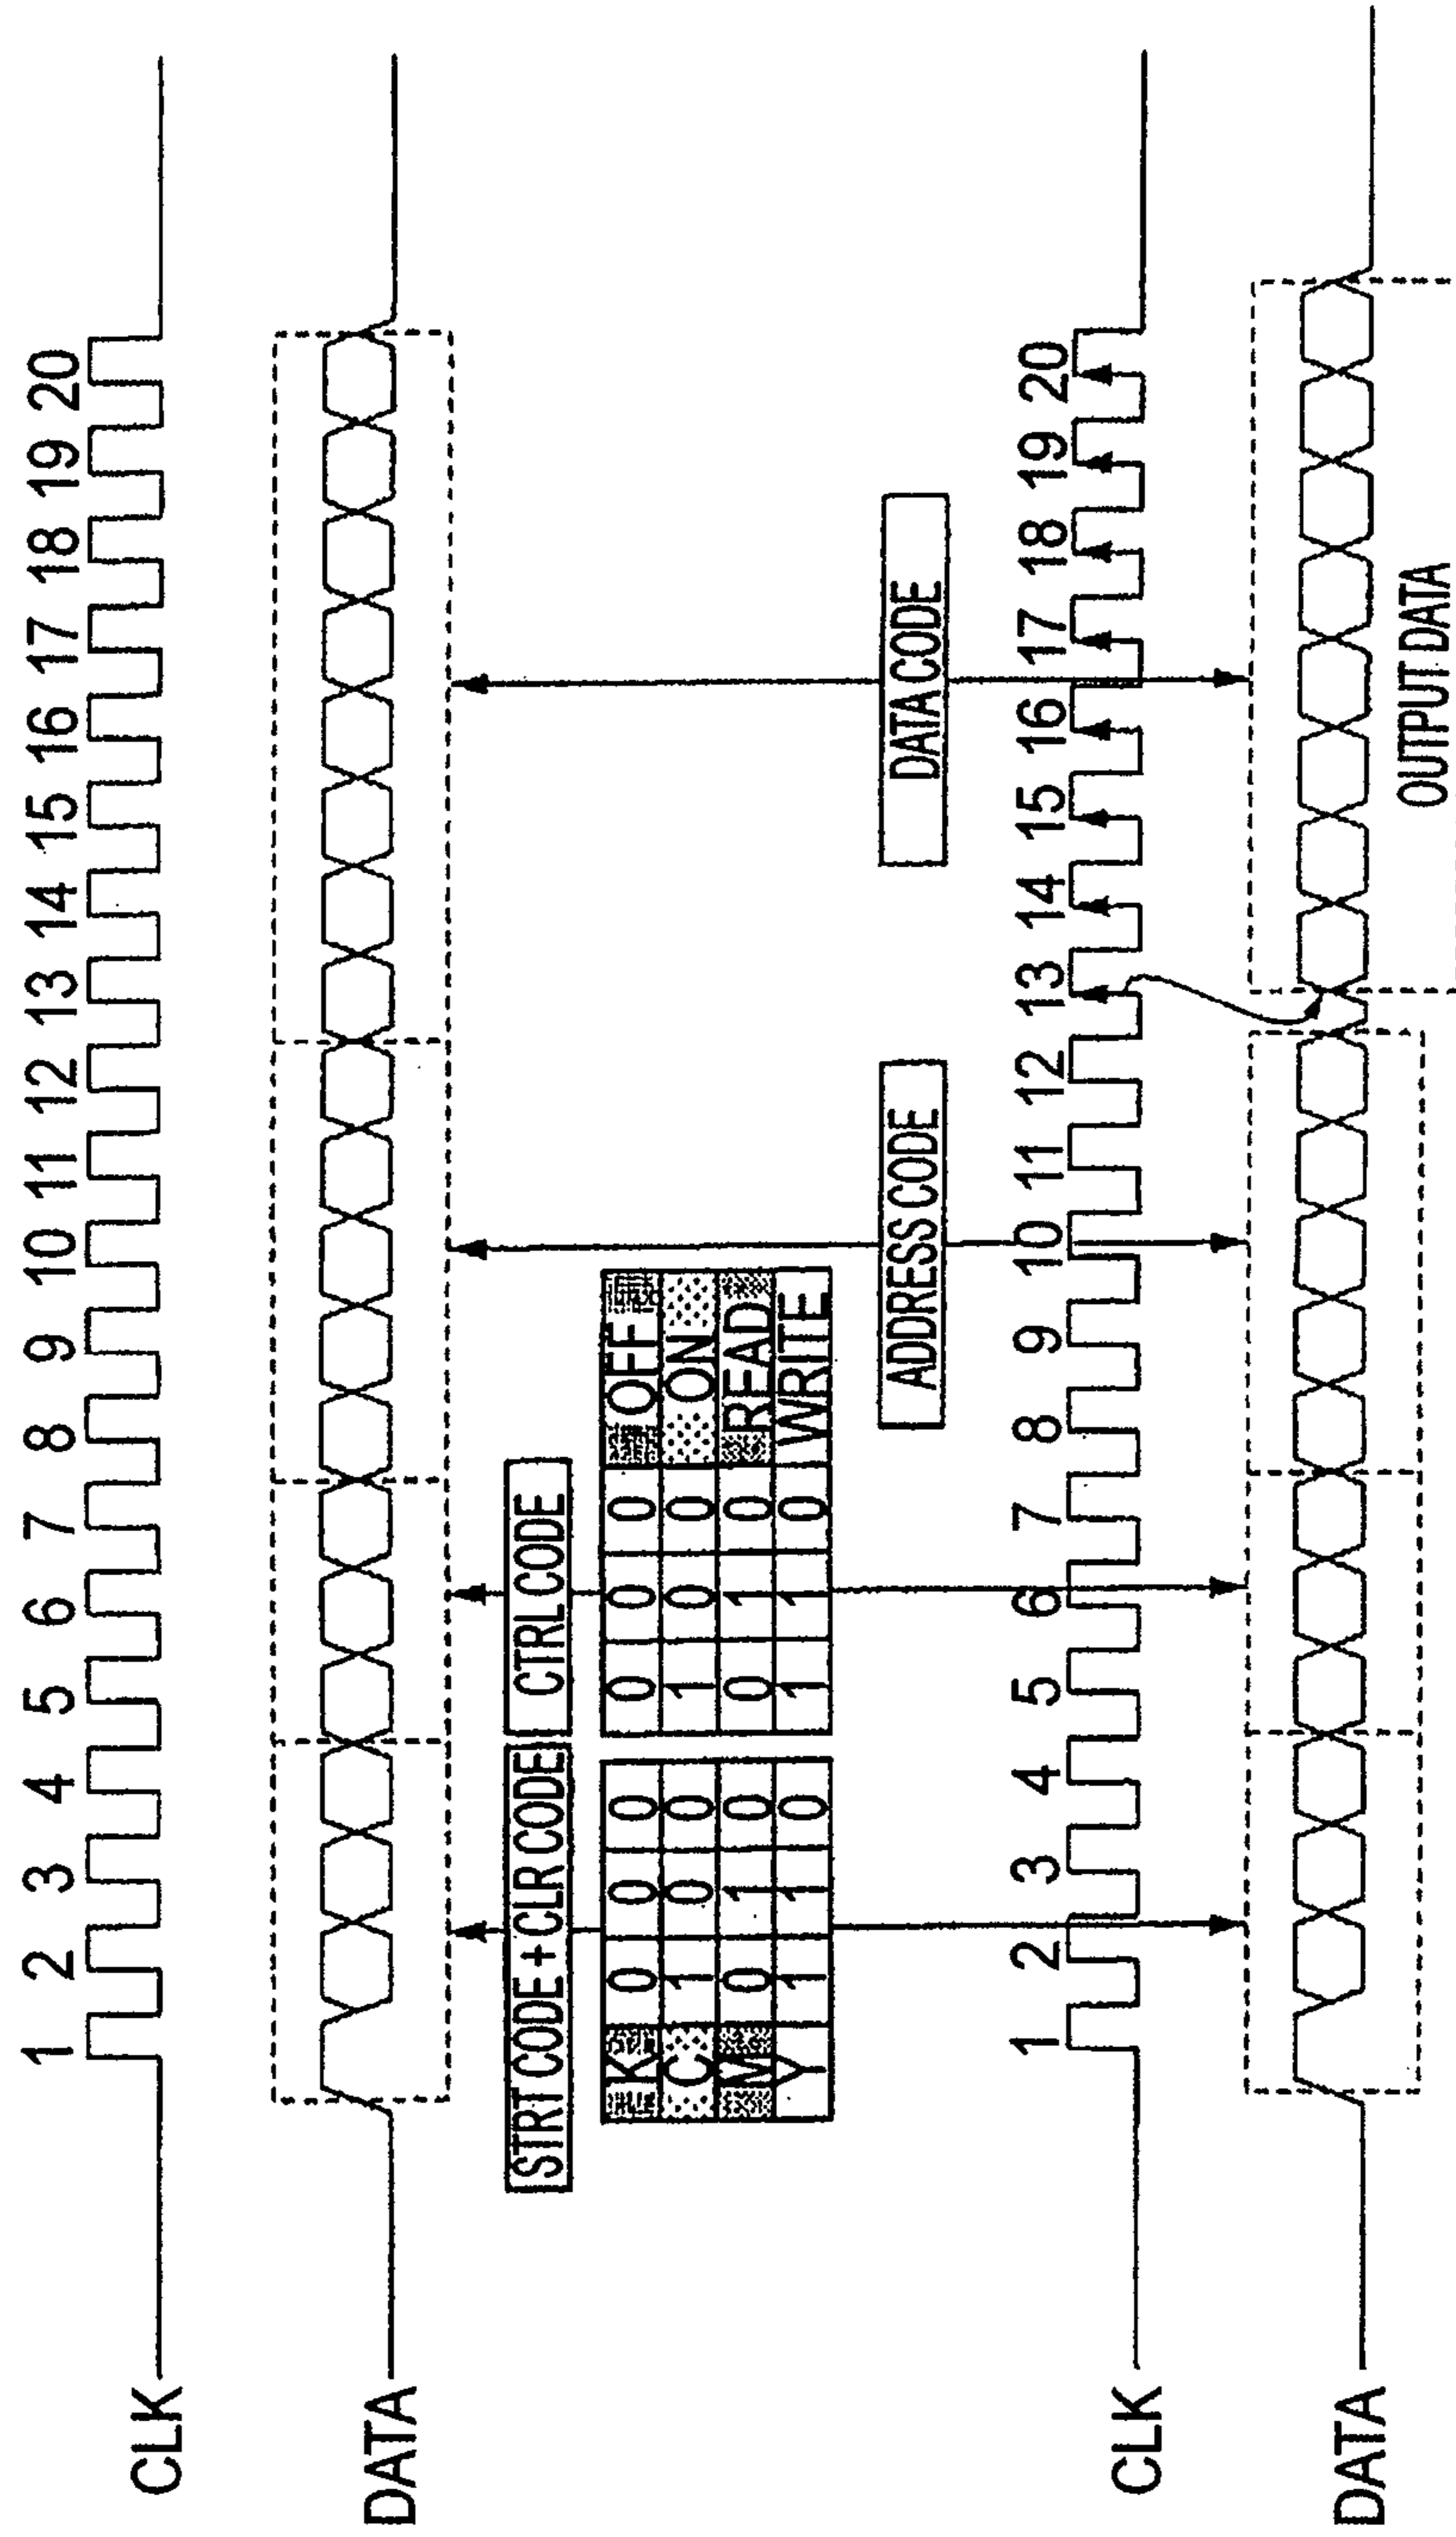 1 2 3 4 5 6 7 8 9 10 11 12 13 14 15 16 17 18 19 20
CLK
DATA
STRT CODE + CLR CODE
CTRL CODE
K 0 0 0
C 1 0 0
M 0 1 0
Y 1 1 0
0 0 0 OFF
1 0 0 ON
0 1 0 READ
1 1 0 WRITE
ADDRESS CODE
DATA CODE
1 2 3 4 5 6 7 8 9 10 11 12 13 14 15 16 17 18 19 20
CLK
DATA
OUTPUT DATA